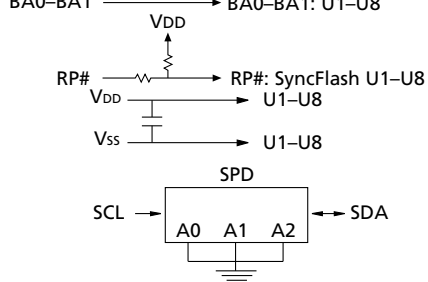 BA0–BA1 BA0–BA1: U1–U8
VDD
RP# RP#: SyncFlash U1–U8
VDD U1–U8
Vss U1–U8
SPD
SCL SDA
A0 A1 A2